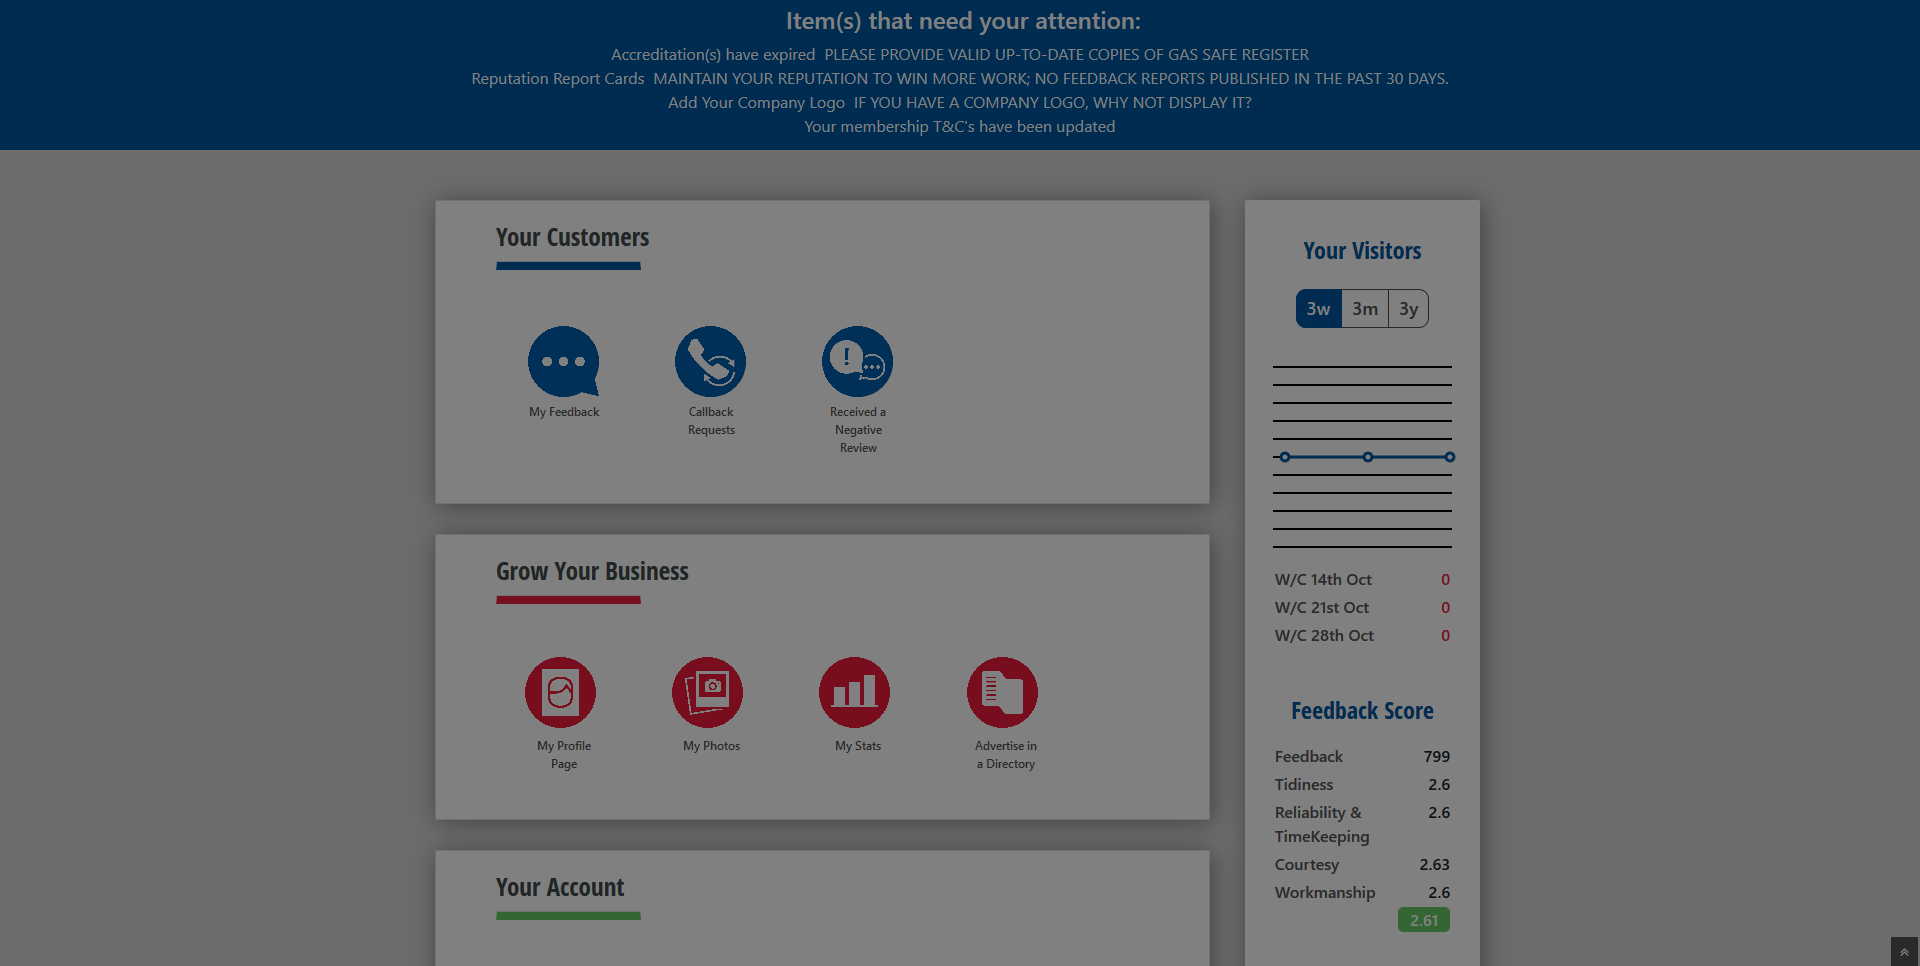 Item(s) that need your attention:
Accreditation(s) have expired  PLEASE PROVIDE VALID UP-TO-DATE COPIES OF GAS SAFE REGISTER
Reputation Report Cards  MAINTAIN YOUR REPUTATION TO WIN MORE WORK; NO FEEDBACK REPORTS PUBLISHED IN THE PAST 30 DAYS.
Add Your Company Logo  IF YOU HAVE A COMPANY LOGO, WHY NOT DISPLAY IT?
Your membership T&C's have been updated
Your Customers
My Feedback
Callback
Requests
Received a
Negative
Review
Grow Your Business
My Profile
Page
My Photos
My Stats
Advertise in
a Directory
Your Account
Your Visitors
3w 3m 3y
W/C 14th Oct 0
W/C 21st Oct 0
W/C 28th Oct 0
Feedback Score
Feedback 799
Tidiness 2.6
Reliability & 2.6
TimeKeeping
Courtesy 2.63
Workmanship 2.6
2.61